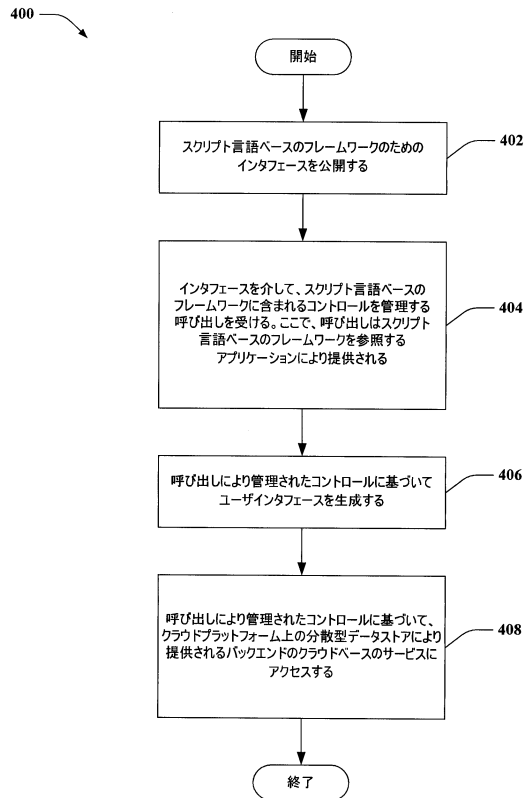 400
開始
スクリプト言語ベースのフレームワークのための
インタフェースを公開する
402
インタフェースを介して、スクリプト言語ベースの
フレームワークに含まれるコントロールを管理する
呼び出しを受ける。ここで、呼び出しはスクリプト
言語ベースのフレームワークを参照する
アプリケーションにより提供される
404
呼び出しにより管理されたコントロールに基づいて
ユーザインタフェースを生成する
406
呼び出しにより管理されたコントロールに基づいて、
クラウドプラットフォーム上の分散型データストアにより
提供されるバックエンドのクラウドベースのサービスに
アクセスする
408
終了